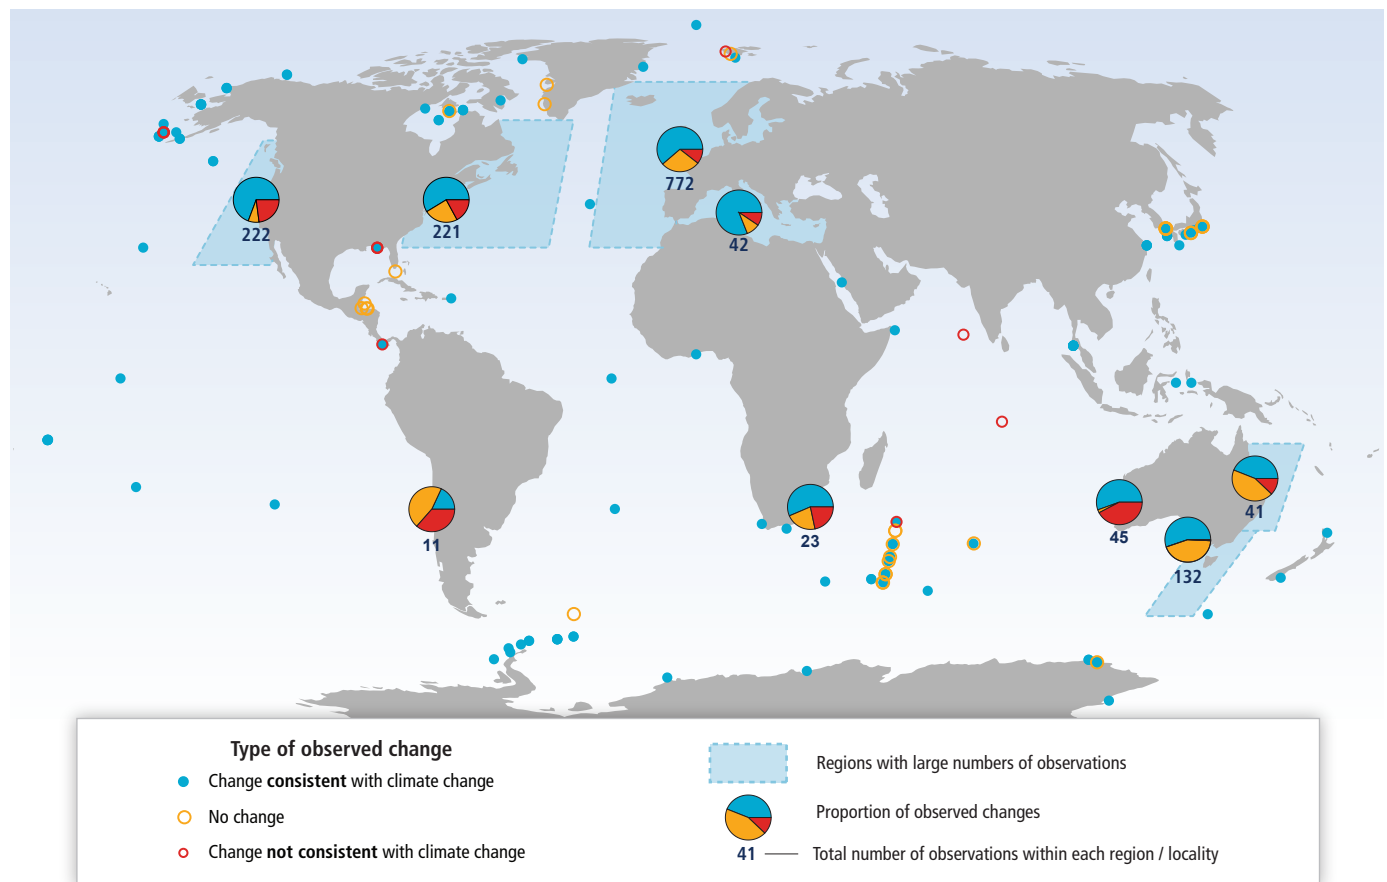 772
222
221
42
11
23
45
41
132
Type of observed change
Change consistent with climate change
No change
Change not consistent with climate change
Regions with large numbers of observations
Proportion of observed changes
41
Total number of observations within each region / locality